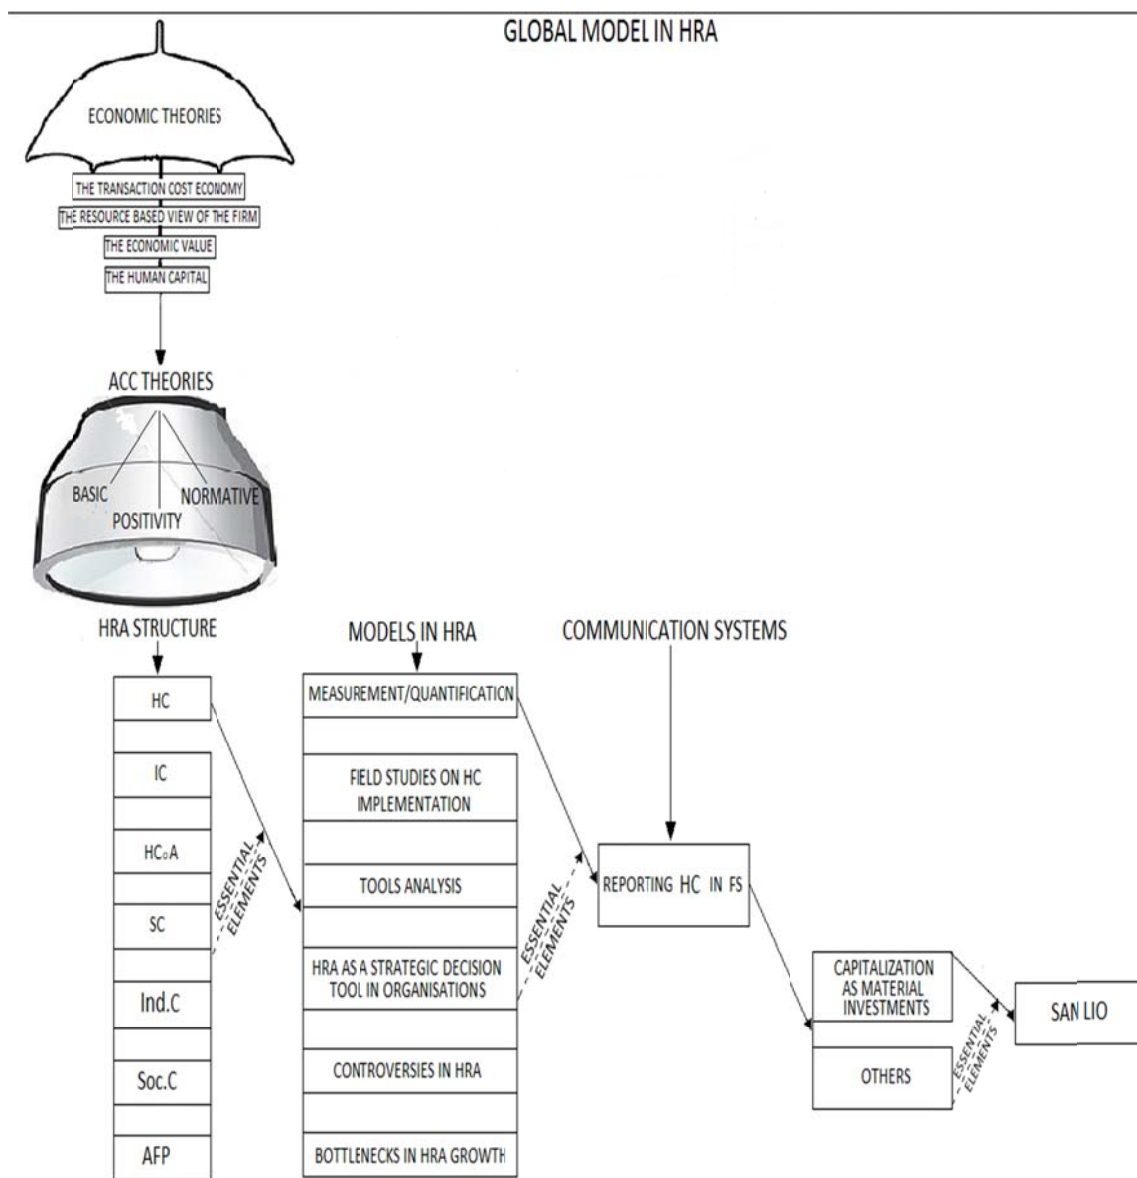 GLOBAL MODEL IN HRA
ECONOMIC THEORIES
THE TRANSACTION COST ECONOMY
THE RESOURCE BASED VIEW OF THE FIRM
THE ECONOMIC VALUE
THE HUMAN CAPITAL
ACC THEORIES
BASIC
NORMATIVE
POSITIVITY
HRA STRUCTURE
HC
IC
HCoA
SC
Ind.C
Soc.C
AFP
ESSENTIAL
ELEMENTS
MODELS IN HRA
MEASUREMENT/QUANTIFICATION
FIELD STUDIES ON HC
IMPLEMENTATION
TOOLS ANALYSIS
HRA AS A STRATEGIC DECISION
TOOL IN ORGANISATIONS
CONTROVERSIES IN HRA
BOTTLENECKS IN HRA GROWTH
ESSENTIAL
ELEMENTS
COMMUNICATION SYSTEMS
REPORTING HC IN FS
CAPITALIZATION
AS MATERIAL
INVESTMENTS
OTHERS
ESSENTIAL
ELEMENTS
SAN LIO